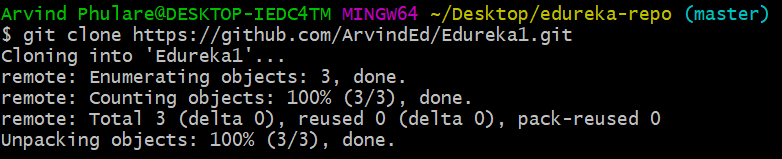 Arvind Phulare@DESKTOP-IEDC4TM MINGW64 ~/Desktop/edureka-repo (master)
$ git clone https://github.com/ArvindEd/Edureka1.git
Cloning into 'Edureka1'...
remote: Enumerating objects: 3, done.
remote: Counting objects: 100% (3/3), done.
remote: Total 3 (delta 0), reused 0 (delta 0), pack-reused 0
Unpacking objects: 100% (3/3), done.